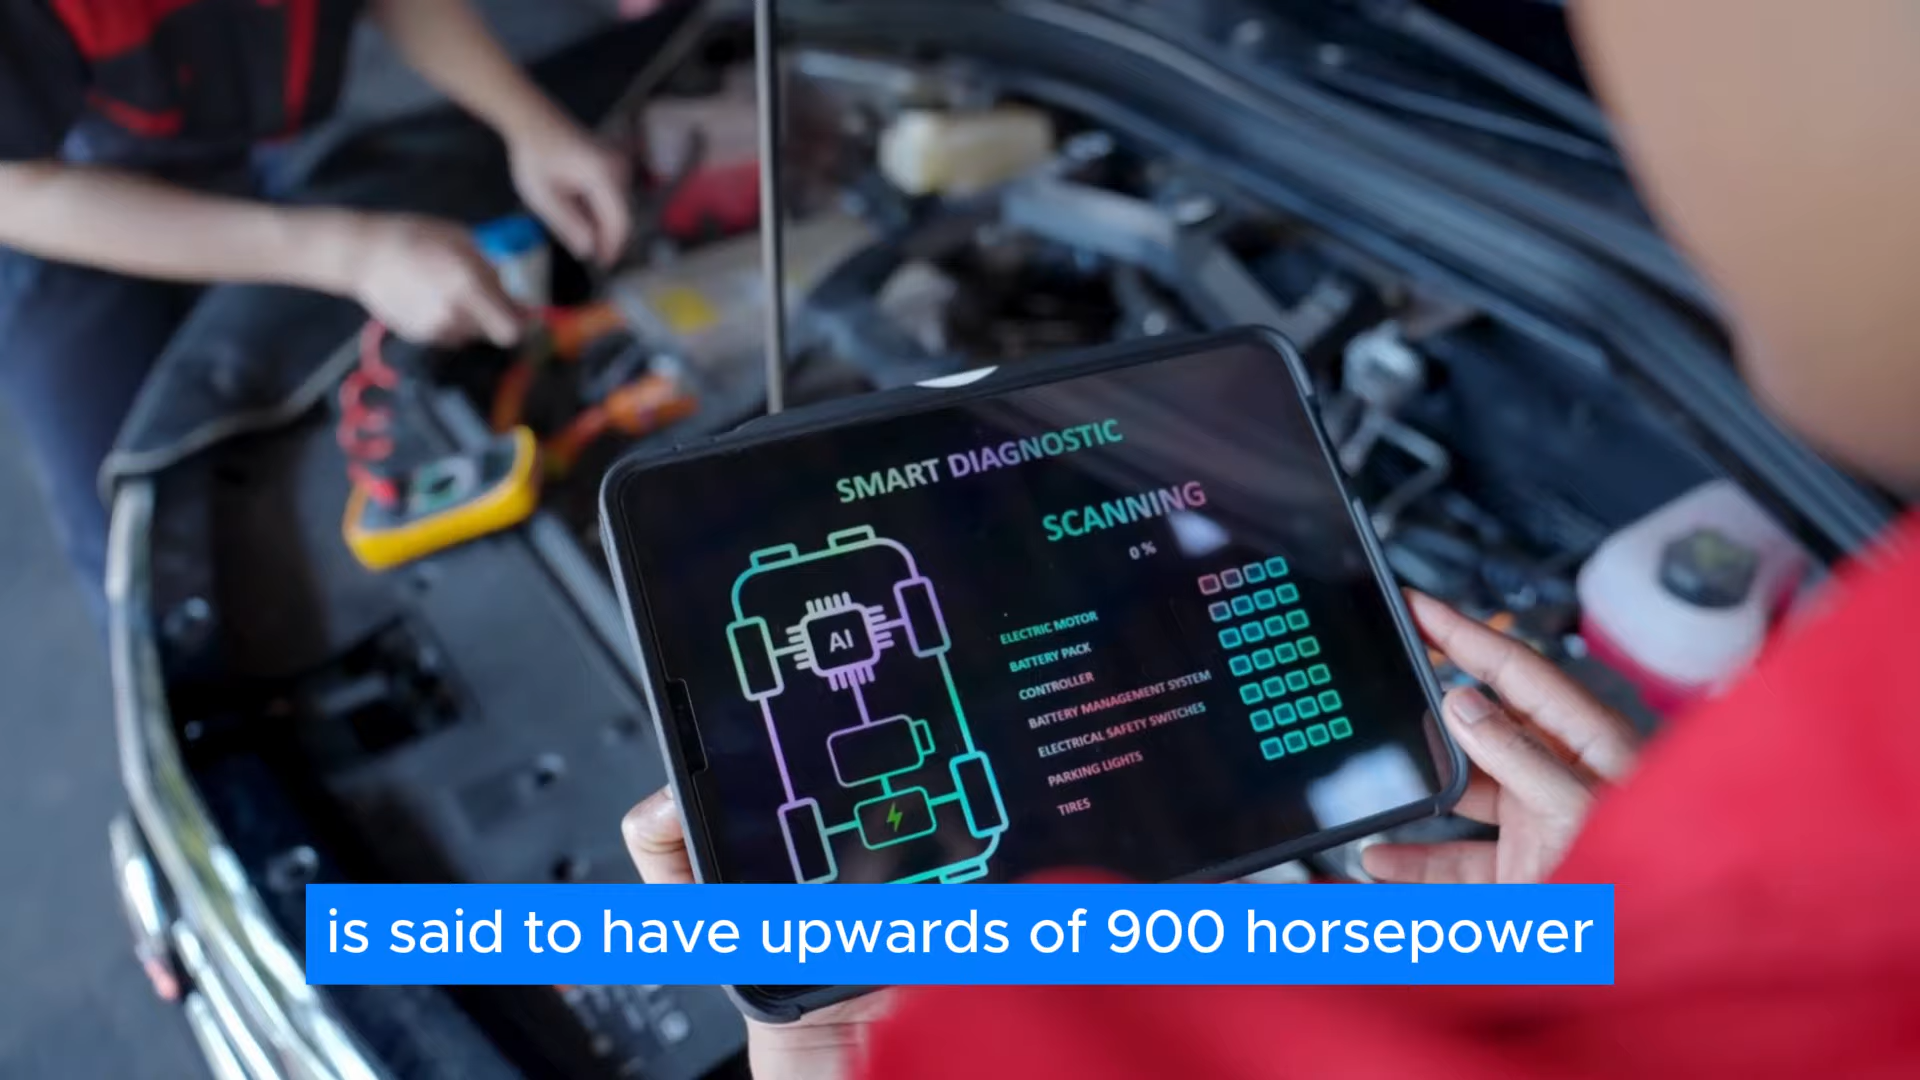 SMART DIAGNOSTIC
SCANNING
0 %
AI
ELECTRIC MOTOR
BATTERY PACK
CONTROLLER
BATTERY MANAGEMENT SYSTEM
ELECTRICAL SAFETY SWITCHES
PARKING LIGHTS
TIRES
is said to have upwards of 900 horsepower